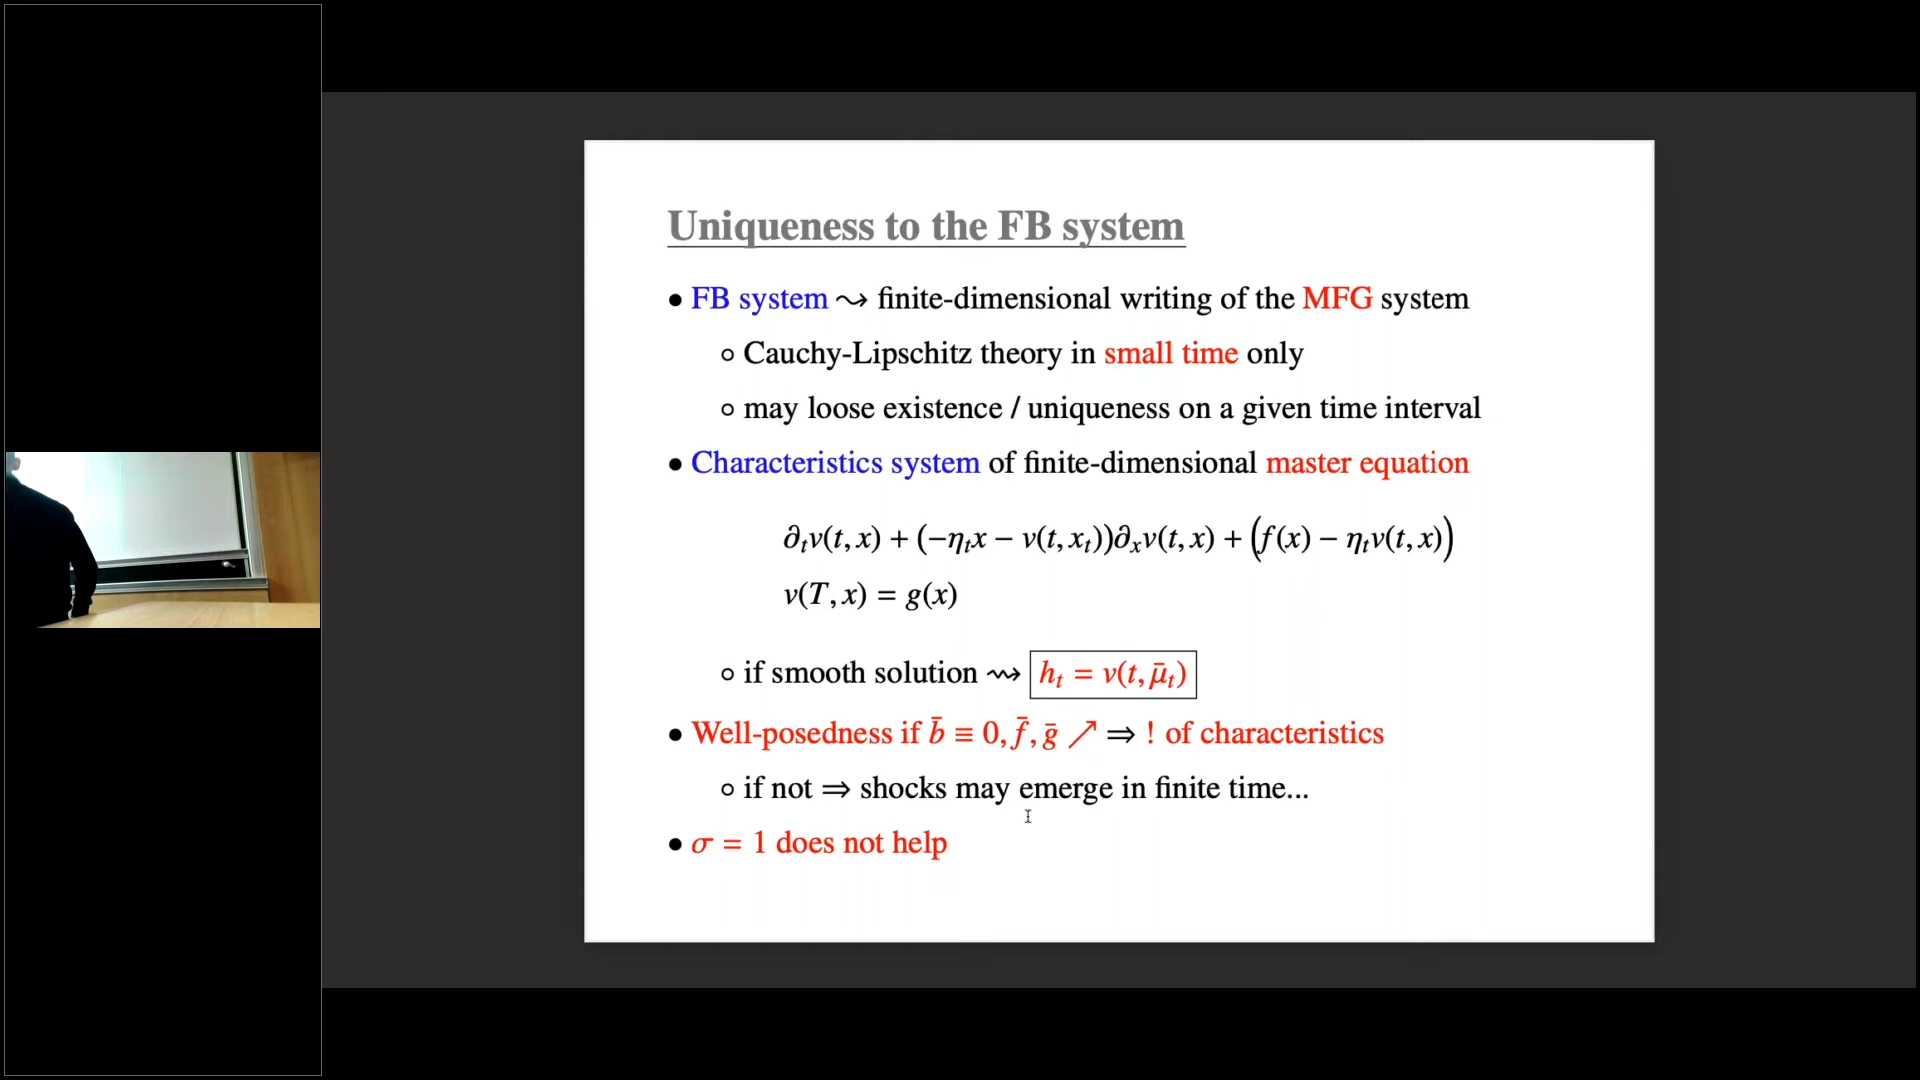 Uniqueness to the FB system
• FB system ⇝ finite-dimensional writing of the MFG system
◦ Cauchy-Lipschitz theory in small time only
◦ may loose existence / uniqueness on a given time interval
• Characteristics system of finite-dimensional master equation
∂ₜv(t, x) + (−ηₜx − v(t, xₜ))∂ₓv(t, x) + (f(x) − ηₜv(t, x))
v(T, x) = g(x)
◦ if smooth solution ⇝ hₜ = v(t, μ̄ₜ)
• Well-posedness if b̄ ≡ 0, f̄, ḡ ↗ ⇒ ! of characteristics
◦ if not ⇒ shocks may emerge in finite time...
• σ = 1 does not help